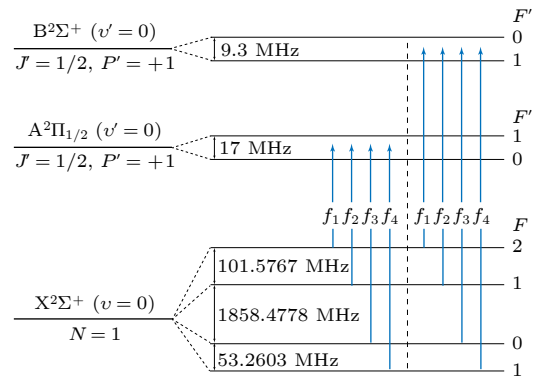 F′
B²Σ⁺ (υ′ = 0)
0
9.3 MHz
J′ = 1/2, P′ = +1
1
F′
A²Π₁/₂ (υ′ = 0)
1
17 MHz
J′ = 1/2, P′ = +1
0
f₁ f₂ f₃ f₄ f₁ f₂ f₃ f₄
F
2
101.5767 MHz
1
X²Σ⁺ (υ = 0)
1858.4778 MHz
N = 1
0
53.2603 MHz
1